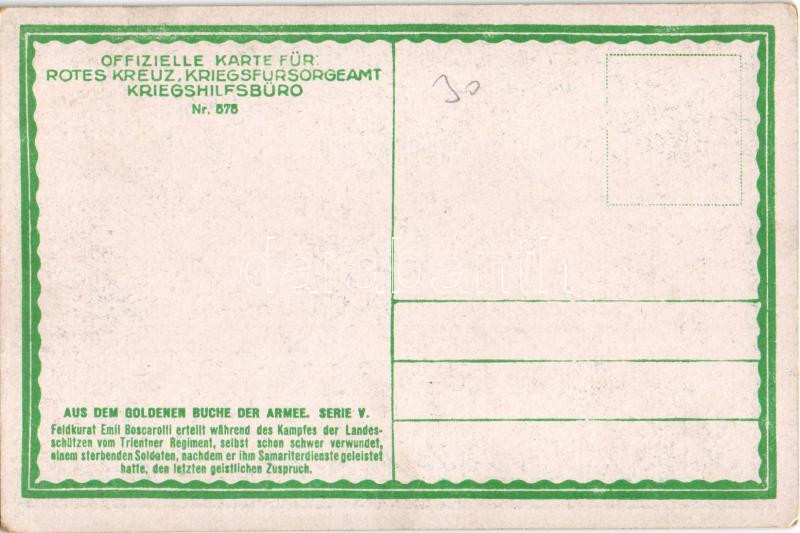 OFFIZIELLE KARTE FÜR:
ROTES KREUZ, KRIEGSFÜRSORGEAMT
KRIEGSHILFSBÜRO
Nr. 575
30
darabanth
AUS DEM GOLDENEN BUCHE DER ARMEE. SERIE V.
Feldkurat Emil Boscarolli erteilt während des Kampfes der Landes-
schützen vom Trientner Regiment, selbst schon schwer verwundet,
einem sterbenden Soldaten, nachdem er ihm Samariterdienste geleistet
hatte, den letzten geistlichen Zuspruch.